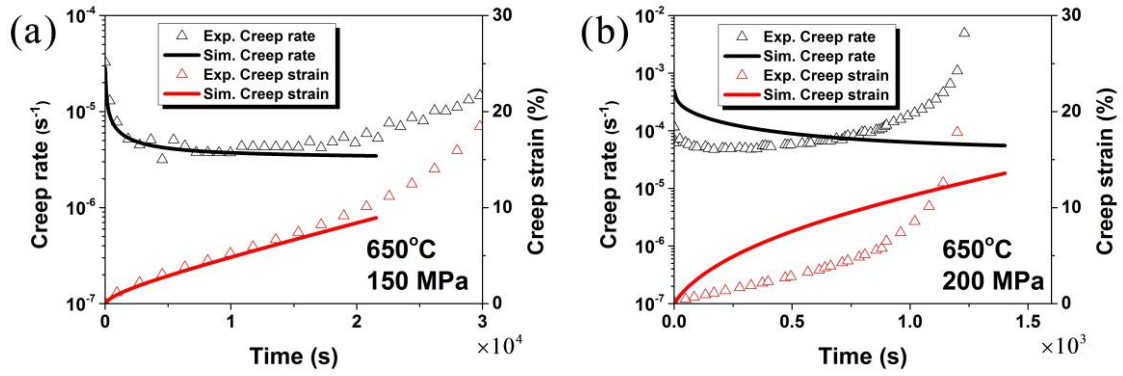 (a)
Creep rate (s⁻¹)
10⁻⁴
10⁻⁵
10⁻⁶
10⁻⁷
Exp. Creep rate
Sim. Creep rate
Exp. Creep strain
Sim. Creep strain
650°C
150 MPa
30
20
10
0
Creep strain (%)
0 1 2 3
×10⁴
Time (s)
(b)
Creep rate (s⁻¹)
10⁻²
10⁻³
10⁻⁴
10⁻⁵
10⁻⁶
10⁻⁷
Exp. Creep rate
Sim. Creep rate
Exp. Creep strain
Sim. Creep strain
650°C
200 MPa
30
20
10
0
Creep strain (%)
0.0 0.5 1.0 1.5
×10³
Time (s)